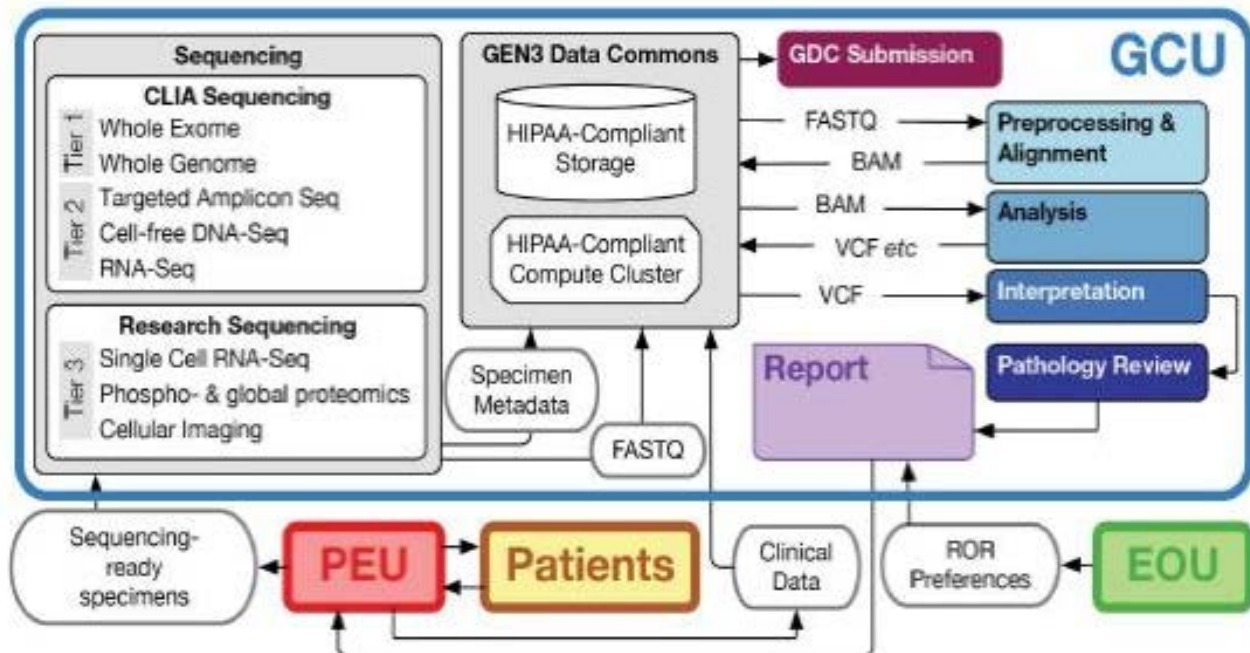 GCU
Sequencing
CLIA Sequencing
Tier 1
Whole Exome
Whole Genome
Tier 2
Targeted Amplicon Seq
Cell-free DNA-Seq
RNA-Seq
Research Sequencing
Tier 3
Single Cell RNA-Seq
Phospho- & global proteomics
Cellular Imaging
GEN3 Data Commons
HIPAA-Compliant
Storage
HIPAA-Compliant
Compute Cluster
GDC Submission
FASTQ
BAM
Preprocessing &
Alignment
BAM
VCF etc
Analysis
VCF
Interpretation
Pathology Review
Report
Specimen
Metadata
FASTQ
Sequencing-
ready
specimens
PEU
Patients
Clinical
Data
ROR
Preferences
EOU